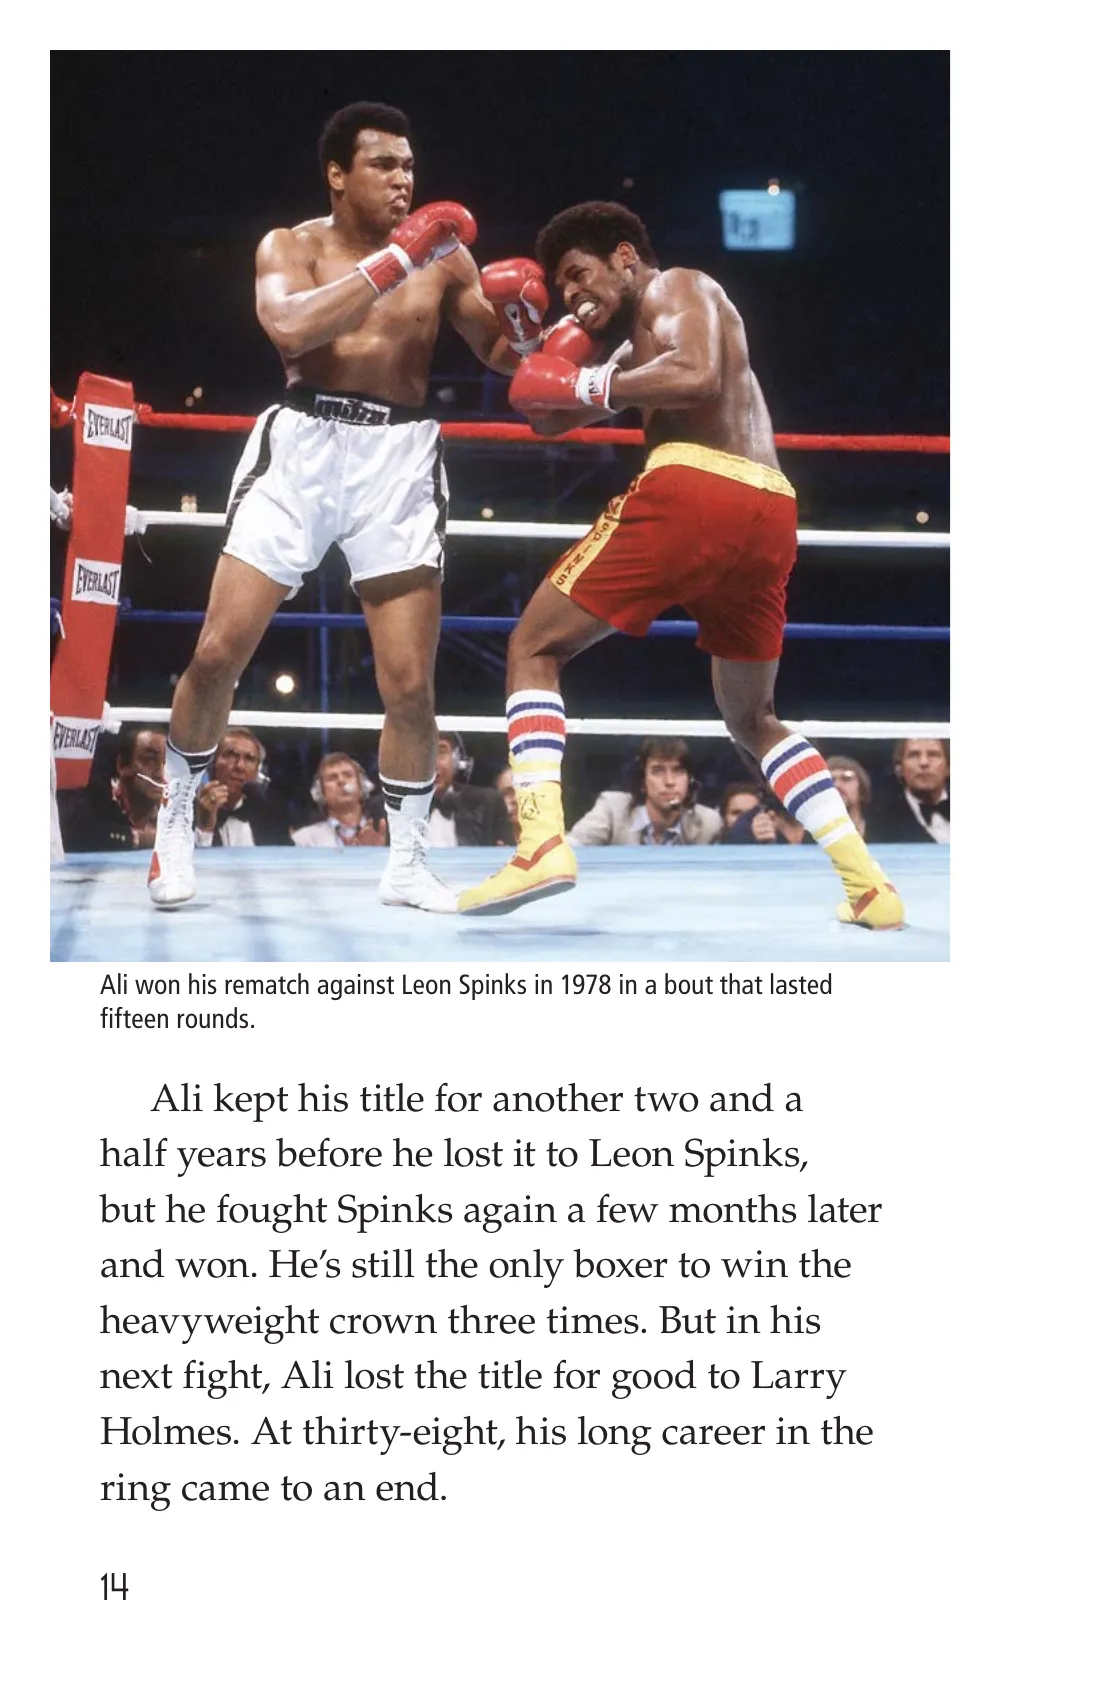 EVERLAST
EVERLAST
EVERLAST
SPINKS
Ali won his rematch against Leon Spinks in 1978 in a bout that lasted
fifteen rounds.
Ali kept his title for another two and a
half years before he lost it to Leon Spinks,
but he fought Spinks again a few months later
and won. He’s still the only boxer to win the
heavyweight crown three times. But in his
next fight, Ali lost the title for good to Larry
Holmes. At thirty-eight, his long career in the
ring came to an end.
14